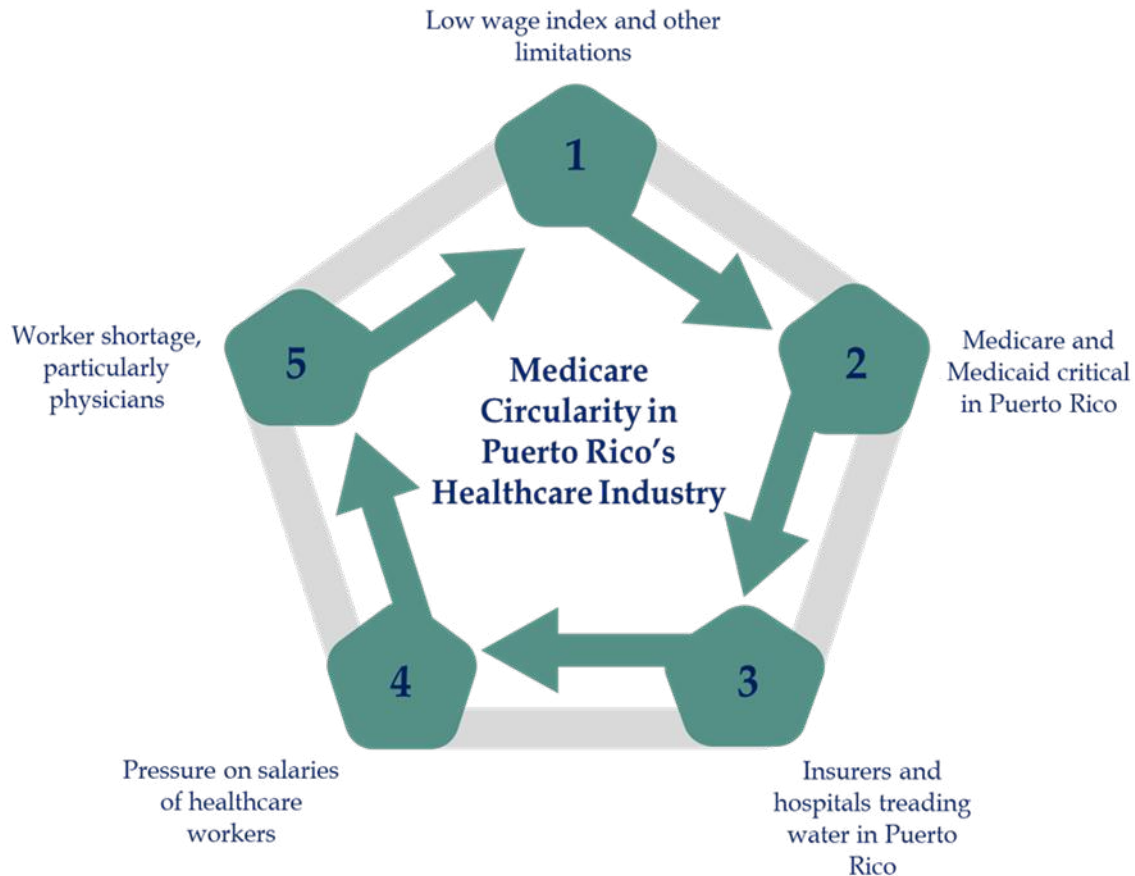 Low wage index and other
limitations
1
2
Medicare and
Medicaid critical
in Puerto Rico
3
Insurers and
hospitals treading
water in Puerto
Rico
4
Pressure on salaries
of healthcare
workers
5
Worker shortage,
particularly
physicians
Medicare
Circularity in
Puerto Rico’s
Healthcare Industry